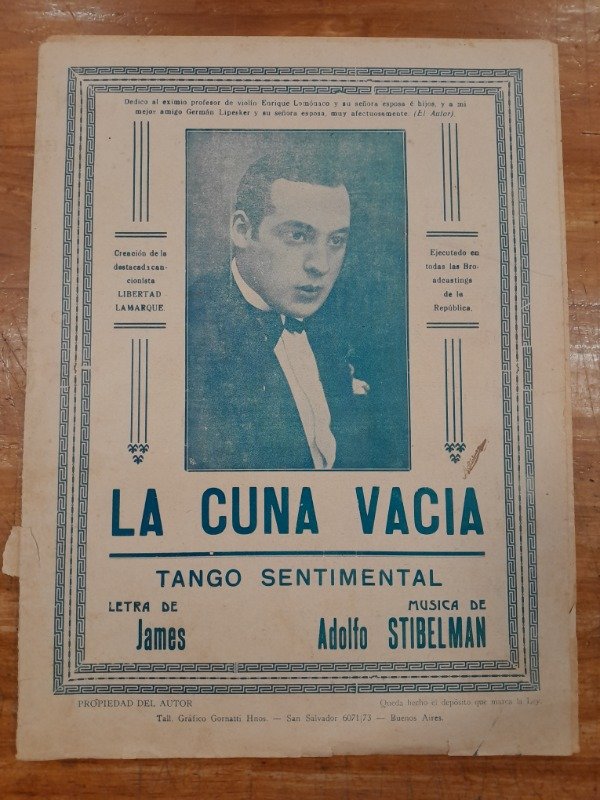 Dedico al eximio profesor de violín Enrique Lomónaco y su señora esposa é hijos, y a mi
mejor amigo Germán Lipesker y su señora esposa, muy afectuosamente. (El Autor).
Creación de la
destacada can-
cionista
LIBERTAD
LAMARQUE.
Ejecutado en
todas las Bro-
adcastings
de la
República.
LA CUNA VACIA
TANGO SENTIMENTAL
LETRA DE
James
MUSICA DE
Adolfo STIBELMAN
PROPIEDAD DEL AUTOR
Queda hecho el depósito que marca la Ley.
Tall. Gráfico Gornatti Hnos. — San Salvador 6071/73 — Buenos Aires.